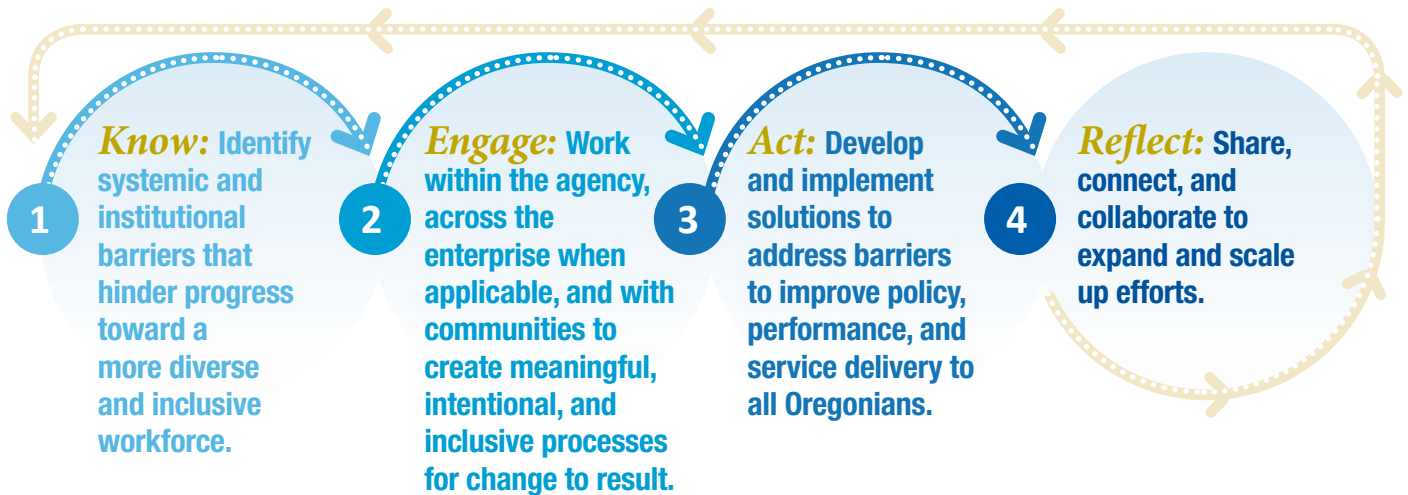 1
Know: Identify
systemic and
institutional
barriers that
hinder progress
toward a
more diverse
and inclusive
workforce.
2
Engage: Work
within the agency,
across the
enterprise when
applicable, and with
communities to
create meaningful,
intentional, and
inclusive processes
for change to result.
3
Act: Develop
and implement
solutions to
address barriers
to improve policy,
performance, and
service delivery to
all Oregonians.
4
Reflect: Share,
connect, and
collaborate to
expand and scale
up efforts.